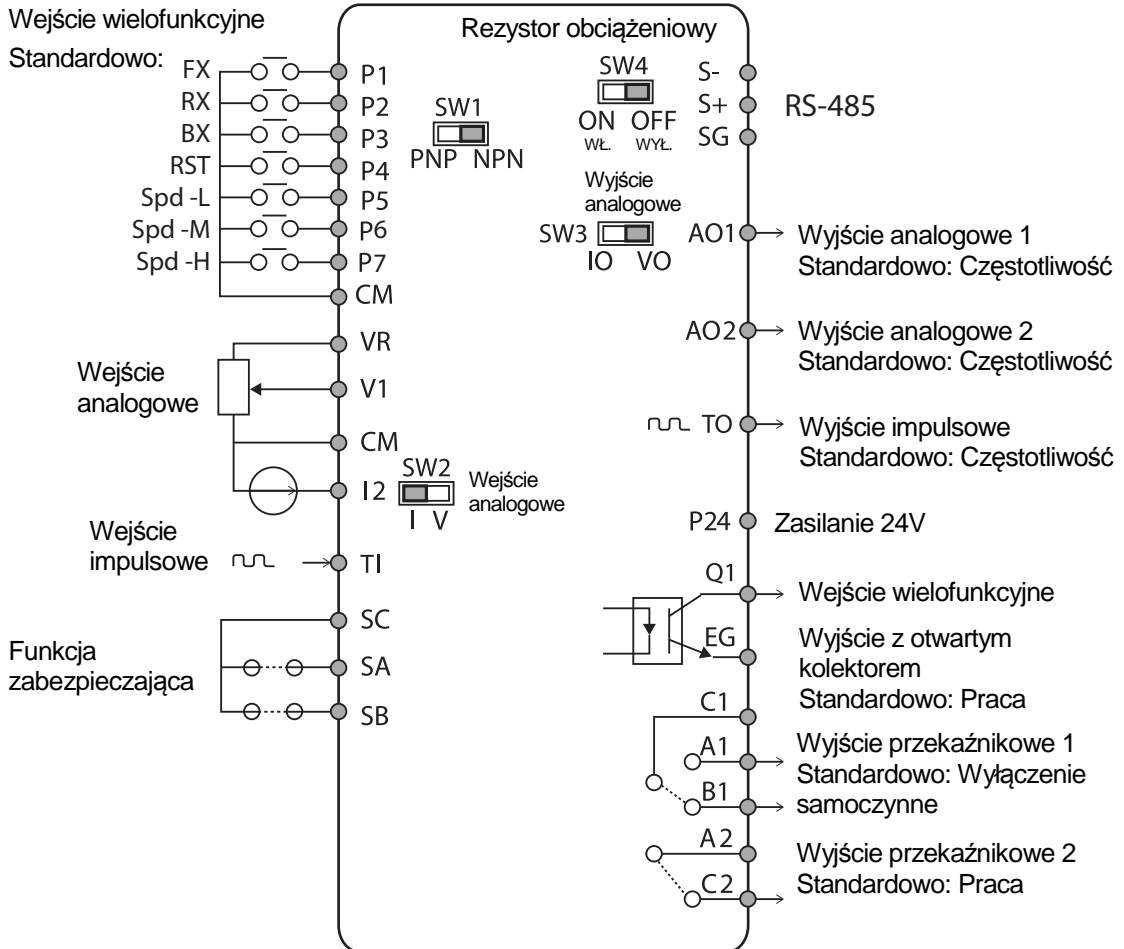 Wejście wielofunkcyjne
Standardowo:
FX
RX
BX
RST
Spd -L
Spd -M
Spd -H
P1
P2
P3
P4
P5
P6
P7
CM
SW1
PNP NPN
Rezystor obciążeniowy
SW4
ON OFF
WŁ. WYŁ.
S-
S+
SG
RS-485
Wyjście
analogowe
SW3
IO VO
AO1
Wyjście analogowe 1
Standardowo: Częstotliwość
AO2
Wyjście analogowe 2
Standardowo: Częstotliwość
Wejście
analogowe
VR
V1
CM
I2
SW2
I V
Wejście
analogowe
TO
Wyjście impulsowe
Standardowo: Częstotliwość
P24
Zasilanie 24V
Wejście
impulsowe
TI
Q1
Wejście wielofunkcyjne
EG
Wyjście z otwartym
kolektorem
Standardowo: Praca
Funkcja
zabezpieczająca
SC
SA
SB
C1
A1
B1
Wyjście przekaźnikowe 1
Standardowo: Wyłączenie
samoczynne
A2
C2
Wyjście przekaźnikowe 2
Standardowo: Praca